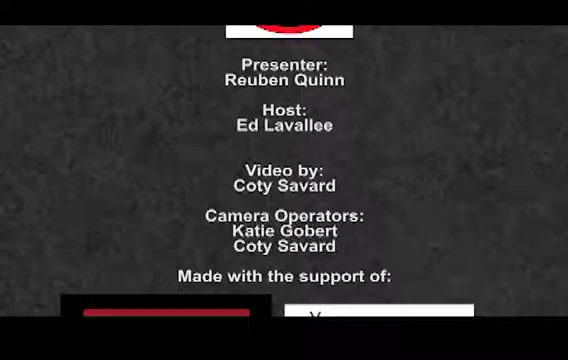 Presenter:
Reuben Quinn
Host:
Ed Lavallee
Video by:
Coty Savard
Camera Operators:
Katie Gobert
Coty Savard
Made with the support of: